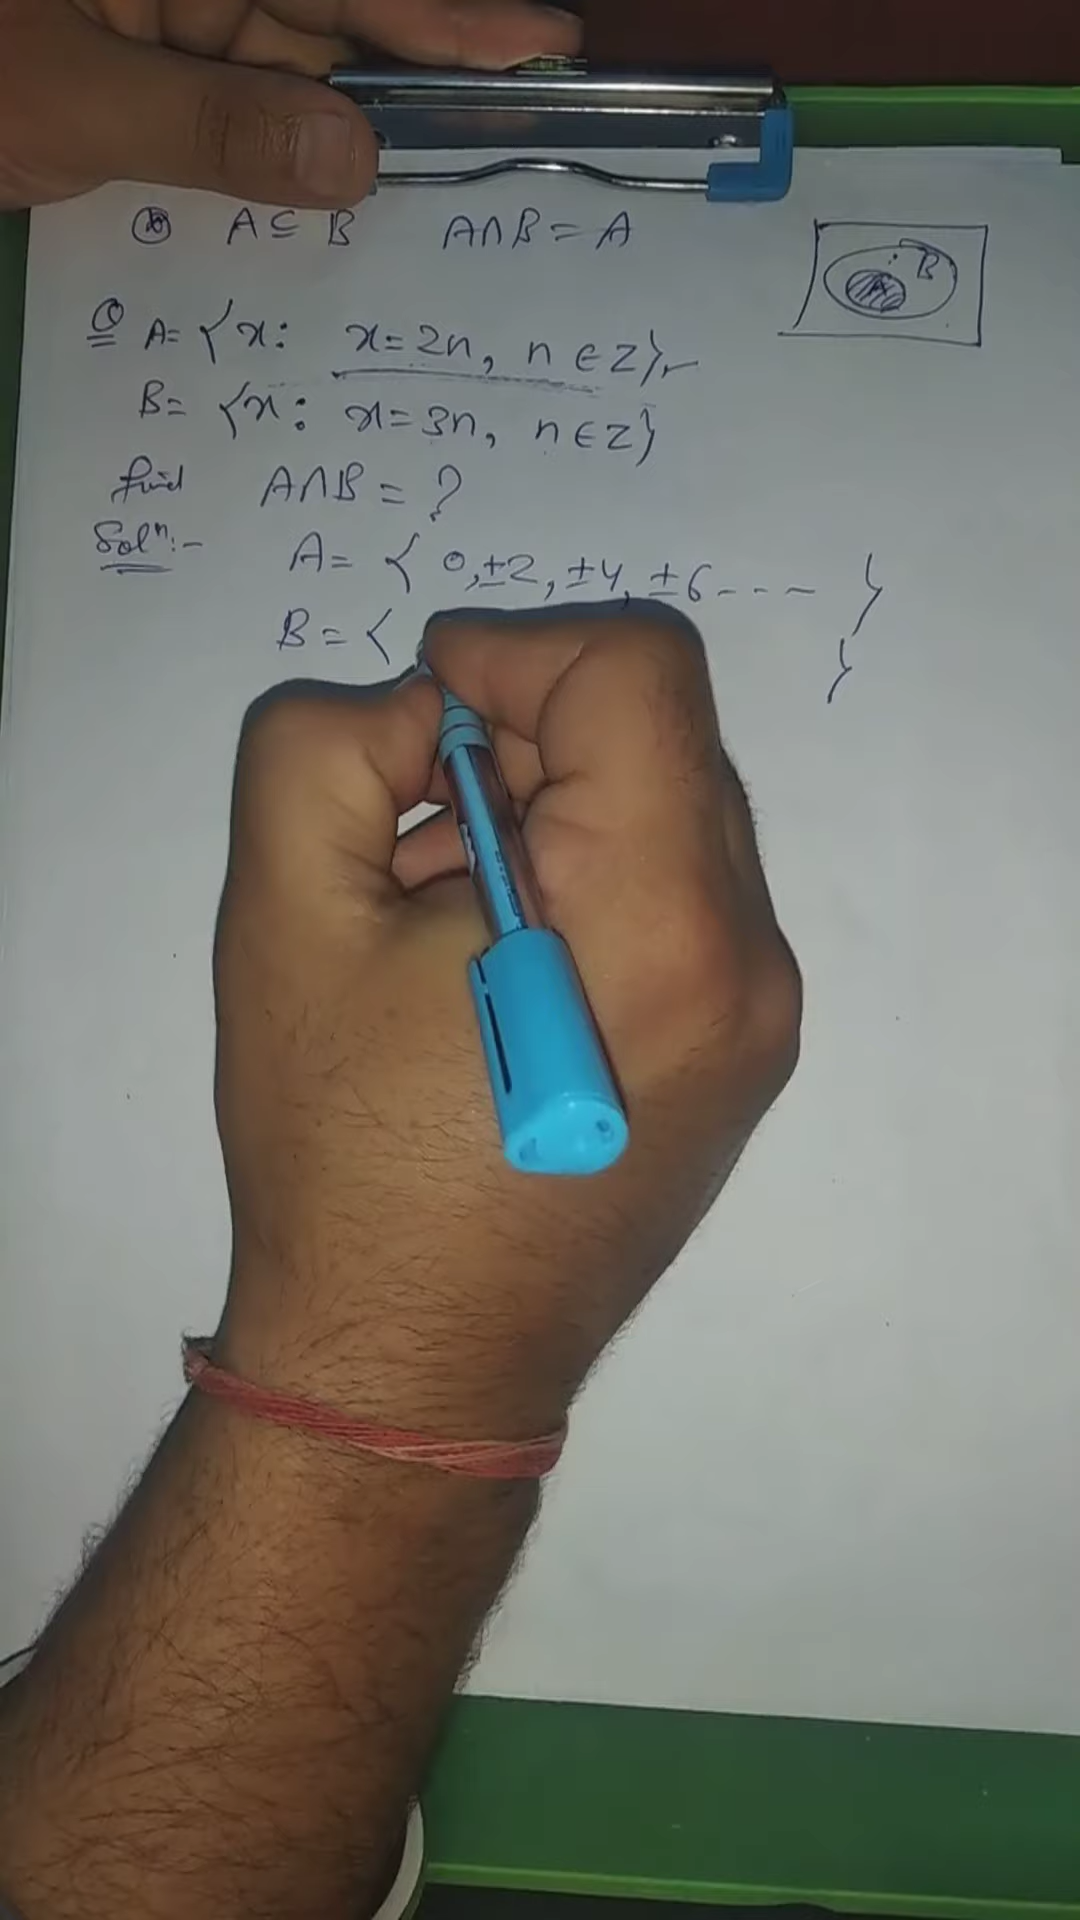 (b) A ⊆ B A∩B = A
B
A
Q A = {x: x = 2n, n ∈ Z},
B = {x: x = 3n, n ∈ Z}
find A∩B = ?
Solⁿ:-
A = { 0, ±2, ±4, ±6 - - - - }
B = { }